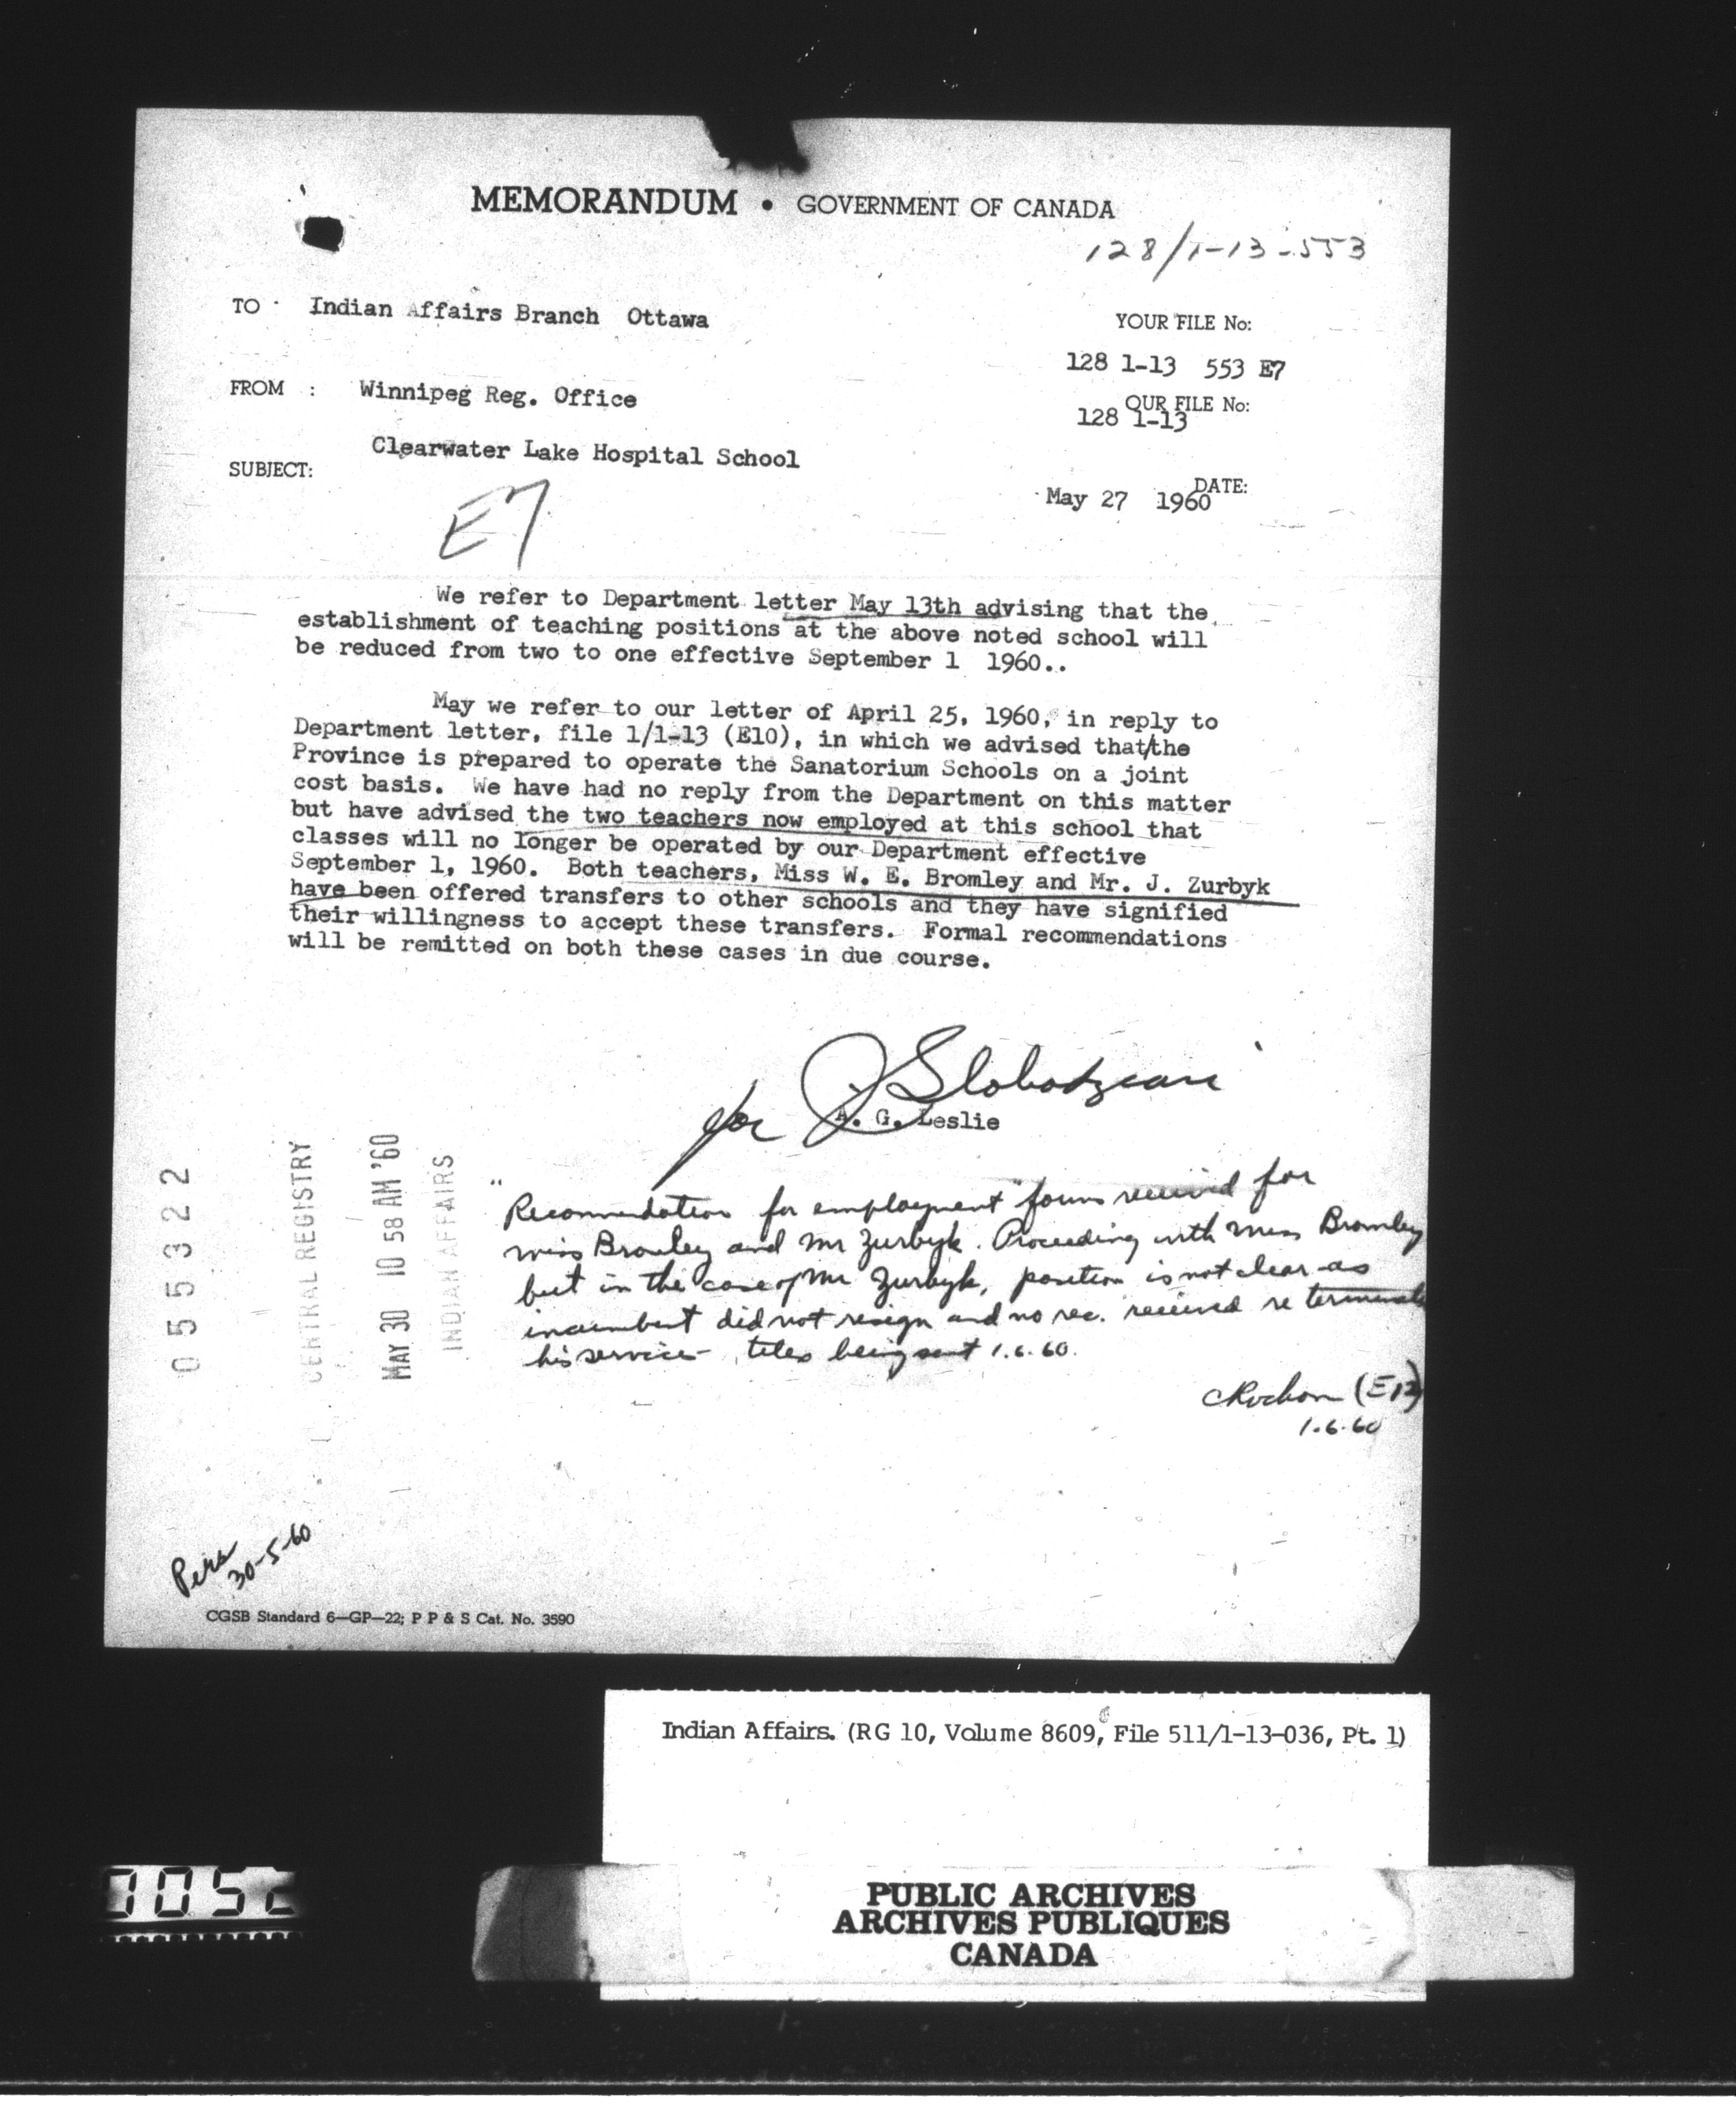 MEMORANDUM • GOVERNMENT OF CANADA
128/1-13-553
TO Indian Affairs Branch Ottawa
YOUR FILE No:
128 1-13 553 E7
FROM : Winnipeg Reg. Office
OUR FILE No:
128 1-13
Clearwater Lake Hospital School
SUBJECT:
DATE:
May 27 1960
E7
We refer to Department letter May 13th advising that the
establishment of teaching positions at the above noted school will
be reduced from two to one effective September 1 1960..
May we refer to our letter of April 25, 1960, in reply to
Department letter, file 1/1-13 (E10), in which we advised that/the
Province is prepared to operate the Sanatorium Schools on a joint
cost basis. We have had no reply from the Department on this matter
but have advised the two teachers now employed at this school that
classes will no longer be operated by our Department effective
September 1, 1960. Both teachers, Miss W. E. Bromley and Mr. J. Zurbyk
have been offered transfers to other schools and they have signified
their willingness to accept these transfers. Formal recommendations
will be remitted on both these cases in due course.
for J Slobodzean
A. G. Leslie
055322
CENTRAL REGISTRY
MAY 30 10 58 AM '60
INDIAN AFFAIRS
"Recommendation for employment" forms received for
miss Bromley and Mr Zurbyk. Proceeding with Miss Bromley
but in the case of Mr Zurbyk, position is not clear as
incumbent did not resign and no rec. received re
his service telex being sent 1.6.60.
CRochon (E12)
1.6.60
Pers
30-5-60
CGSB Standard 6—GP—22; P P & S Cat. No. 3590
Indian Affairs. (RG 10, Volume 8609, File 511/1-13-036, Pt. 1)
PUBLIC ARCHIVES
ARCHIVES PUBLIQUES
CANADA